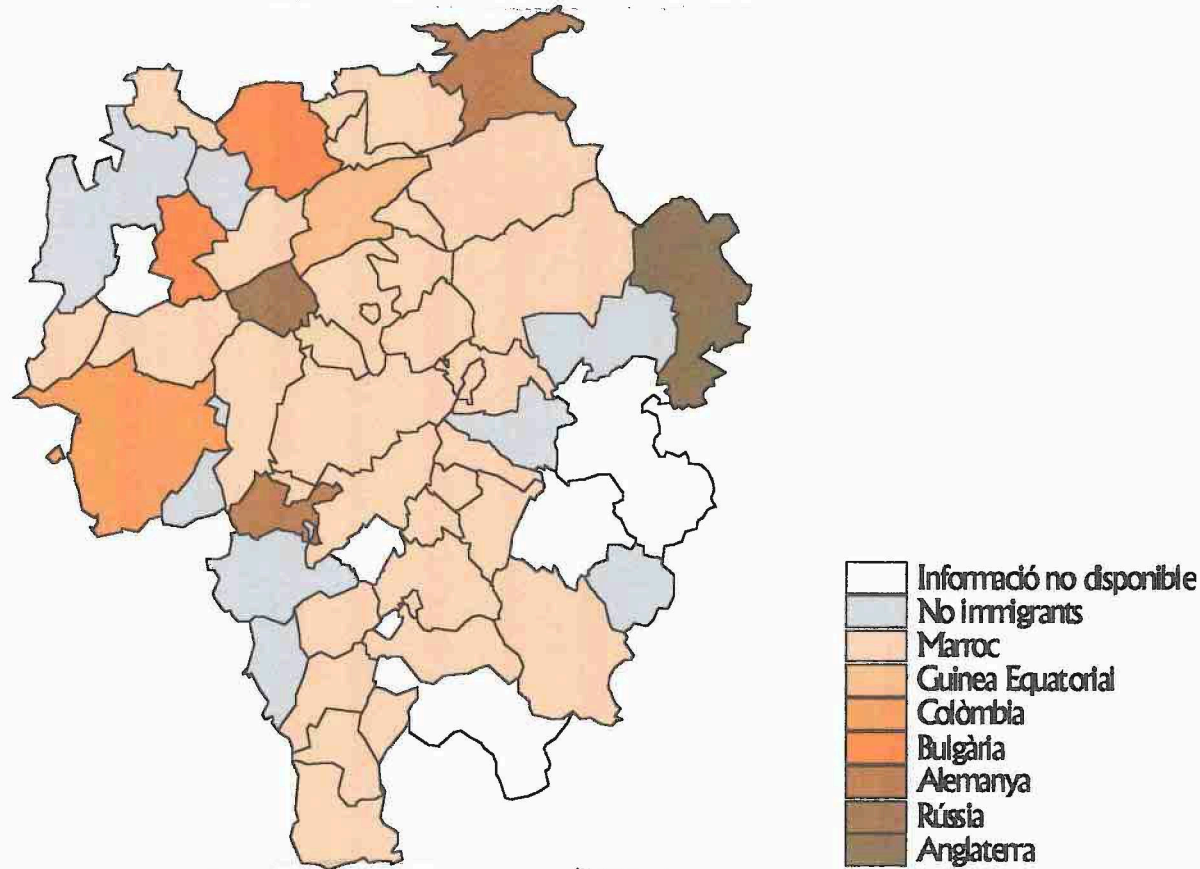 Informació no disponible
No immigrants
Marroc
Guinea Equatorial
Colòmbia
Bulgària
Alemanya
Rússia
Anglaterra